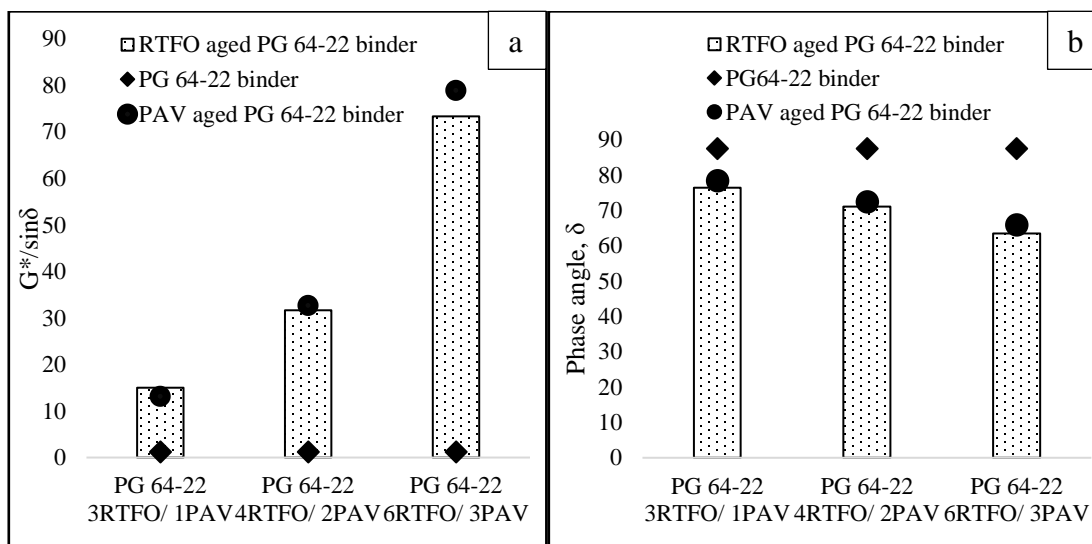 a
RTFO aged PG 64-22 binder
PG 64-22 binder
PAV aged PG 64-22 binder
G*/sinδ
90
80
70
60
50
40
30
20
10
0
PG 64-22
3RTFO/ 1PAV
PG 64-22
4RTFO/ 2PAV
PG 64-22
6RTFO/ 3PAV
b
RTFO aged PG 64-22 binder
PG64-22 binder
PAV aged PG 64-22 binder
Phase angle, δ
90
80
70
60
50
40
30
20
10
0
PG 64-22
3RTFO/ 1PAV
PG 64-22
4RTFO/ 2PAV
PG 64-22
6RTFO/ 3PAV